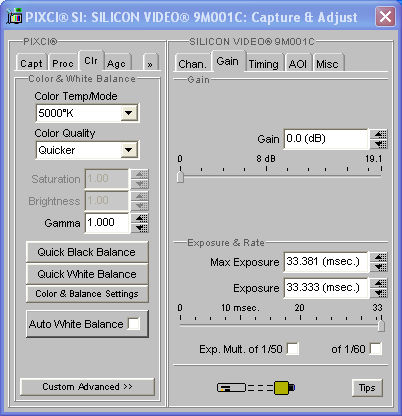 PIXCI® SI: SILICON VIDEO® 9M001C: Capture & Adjust
PIXCI®
Capt Proc Clr Agc »
Color & White Balance
Color Temp/Mode
5000°K
Color Quality
Quicker
Saturation 1.00
Brightness 1.00
Gamma 1.000
Quick Black Balance
Quick White Balance
Color & Balance Settings
Auto White Balance
Custom Advanced >>
SILICON VIDEO® 9M001C
Chan. Gain Timing AOI Misc
Gain
Gain 0.0 (dB)
0 8 dB 19.1
Exposure & Rate
Max Exposure 33.381 (msec.)
Exposure 33.333 (msec.)
0 10 msec. 20 33
Exp. Mult. of 1/50 of 1/60
Tips